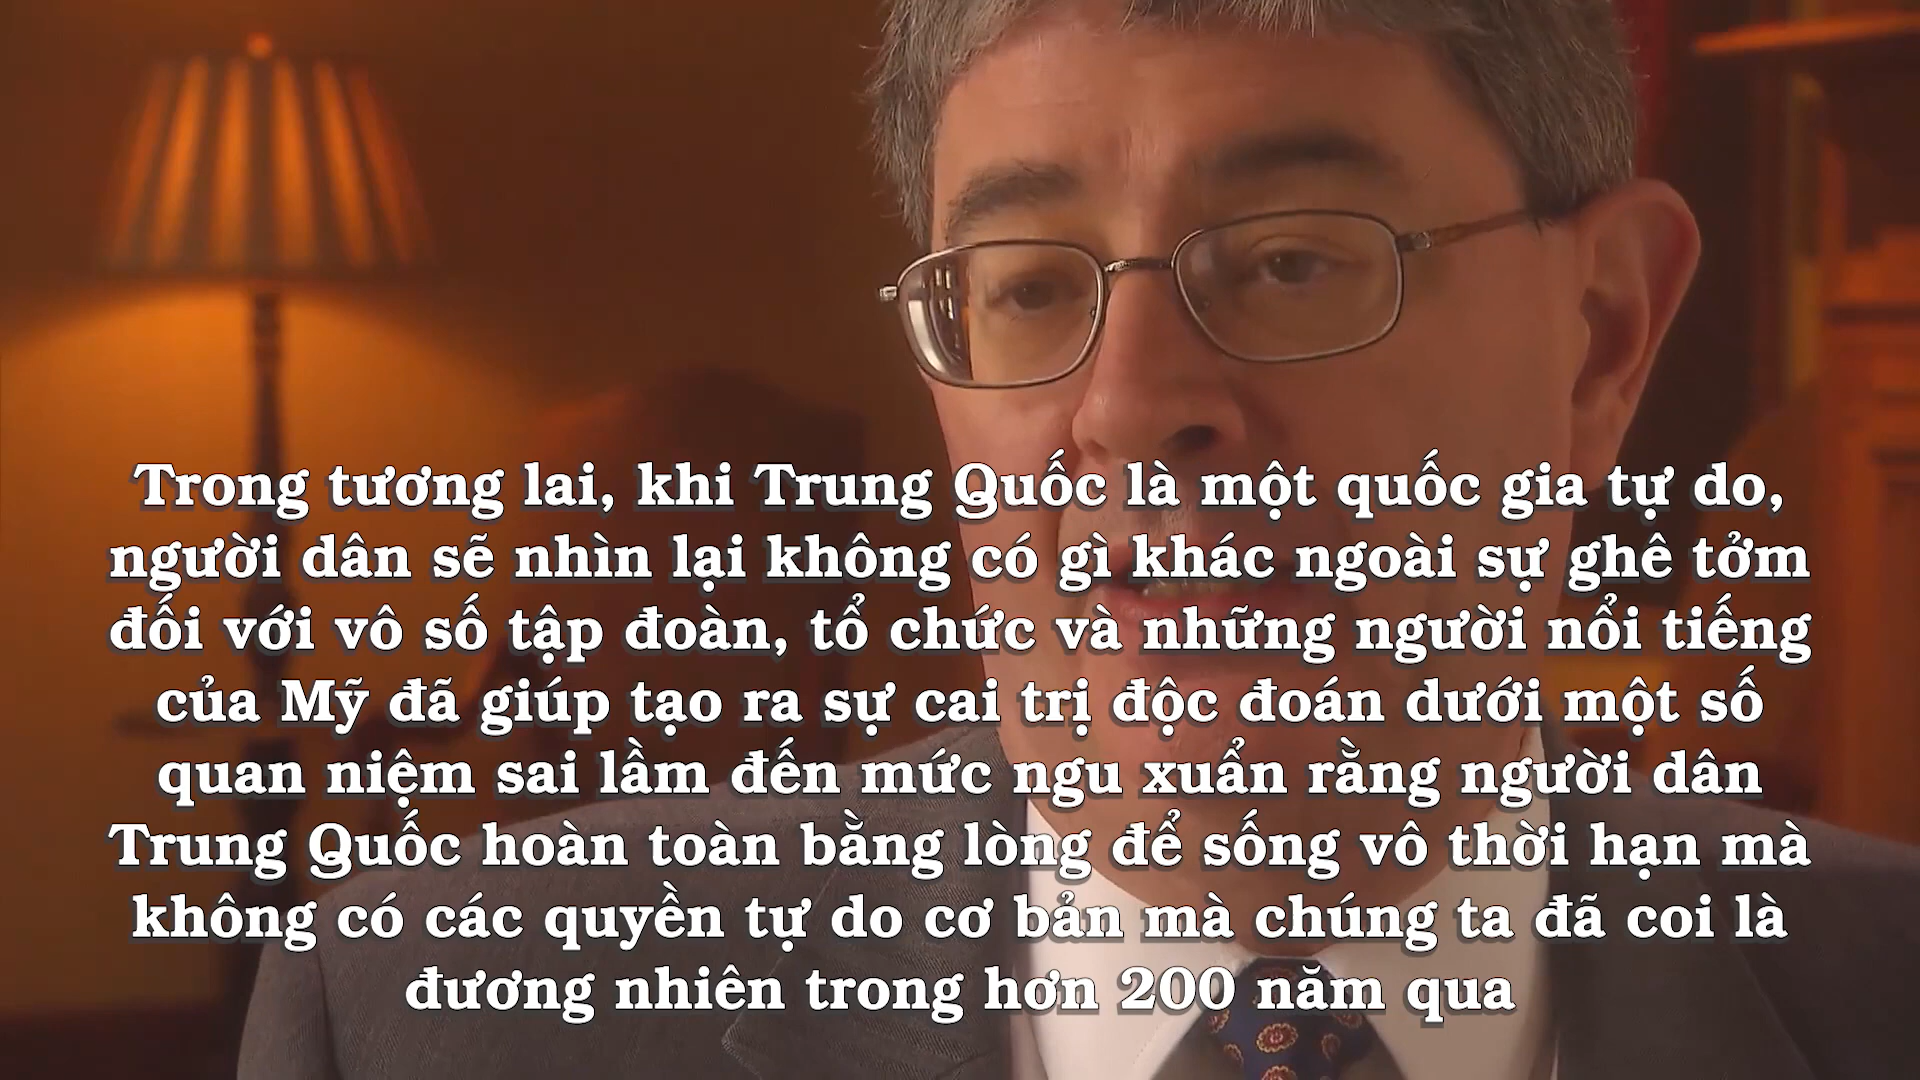 Trong tương lai, khi Trung Quốc là một quốc gia tự do,
người dân sẽ nhìn lại không có gì khác ngoài sự ghê tởm
đối với vô số tập đoàn, tổ chức và những người nổi tiếng
của Mỹ đã giúp tạo ra sự cai trị độc đoán dưới một số
quan niệm sai lầm đến mức ngu xuẩn rằng người dân
Trung Quốc hoàn toàn bằng lòng để sống vô thời hạn mà
không có các quyền tự do cơ bản mà chúng ta đã coi là
đương nhiên trong hơn 200 năm qua